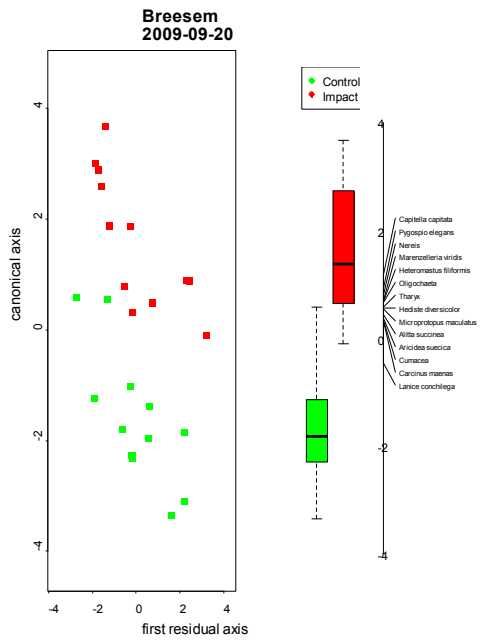 Breesem
2009-09-20
Control
Impact
canonical axis
4
2
0
-2
-4
-4
-2
0
2
4
first residual axis
4
2
0
-2
-4
Capitella capitata
Pygospio elegans
Nereis
Marenzelleria viridis
Heteromastus filiformis
Oligochaeta
Tharyx
Hediste diversicolor
Microprotopus maculatus
Alitta succinea
Aricidea suecica
Cumacea
Carcinus maenas
Lanice conchilega